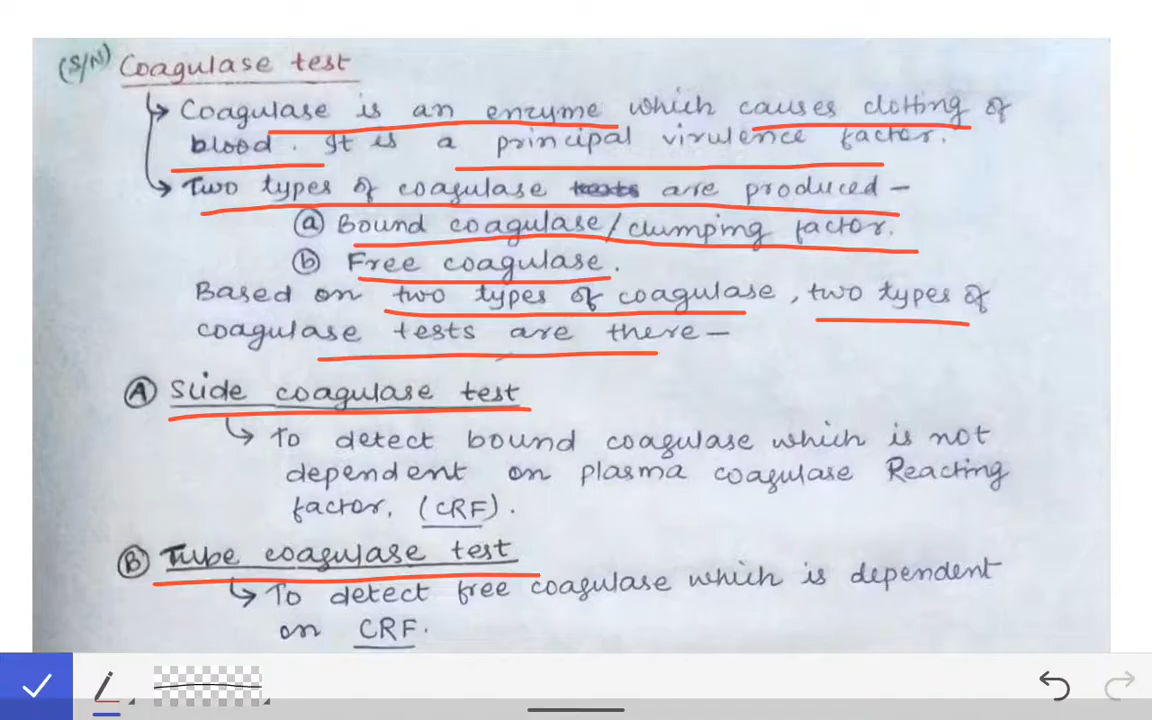 (S/N) Coagulase test
↳ Coagulase is an enzyme which causes clotting of
blood. It is a principal virulence factor.
↳ Two types of coagulase are produced –
ⓐ Bound coagulase/clumping factor.
ⓑ Free coagulase.
Based on two types of coagulase, two types of
coagulase tests are there –
Ⓐ Slide coagulase test
↳ To detect bound coagulase which is not
dependent on plasma coagulase Reacting
factor. (CRF).
Ⓑ Tube coagulase test
↳ To detect free coagulase which is dependent
on CRF.